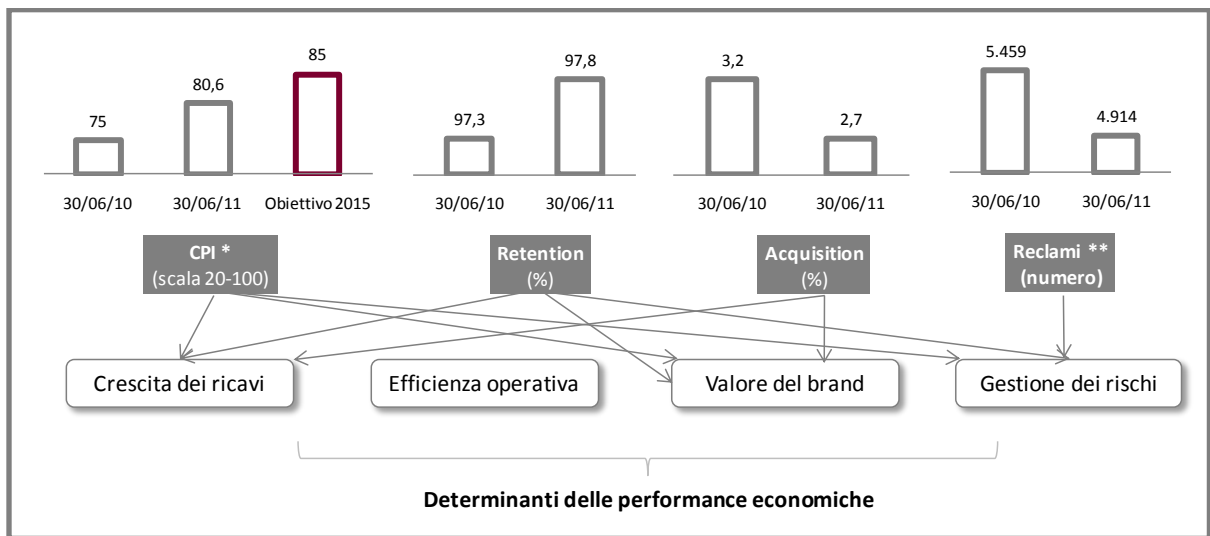 75
80,6
85
30/06/10
30/06/11
Obiettivo 2015
CPI *
(scala 20-100)
97,3
97,8
30/06/10
30/06/11
Retention
(%)
3,2
2,7
30/06/10
30/06/11
Acquisition
(%)
5.459
4.914
30/06/10
30/06/11
Reclami **
(numero)
Crescita dei ricavi
Efficienza operativa
Valore del brand
Gestione dei rischi
Determinanti delle performance economiche